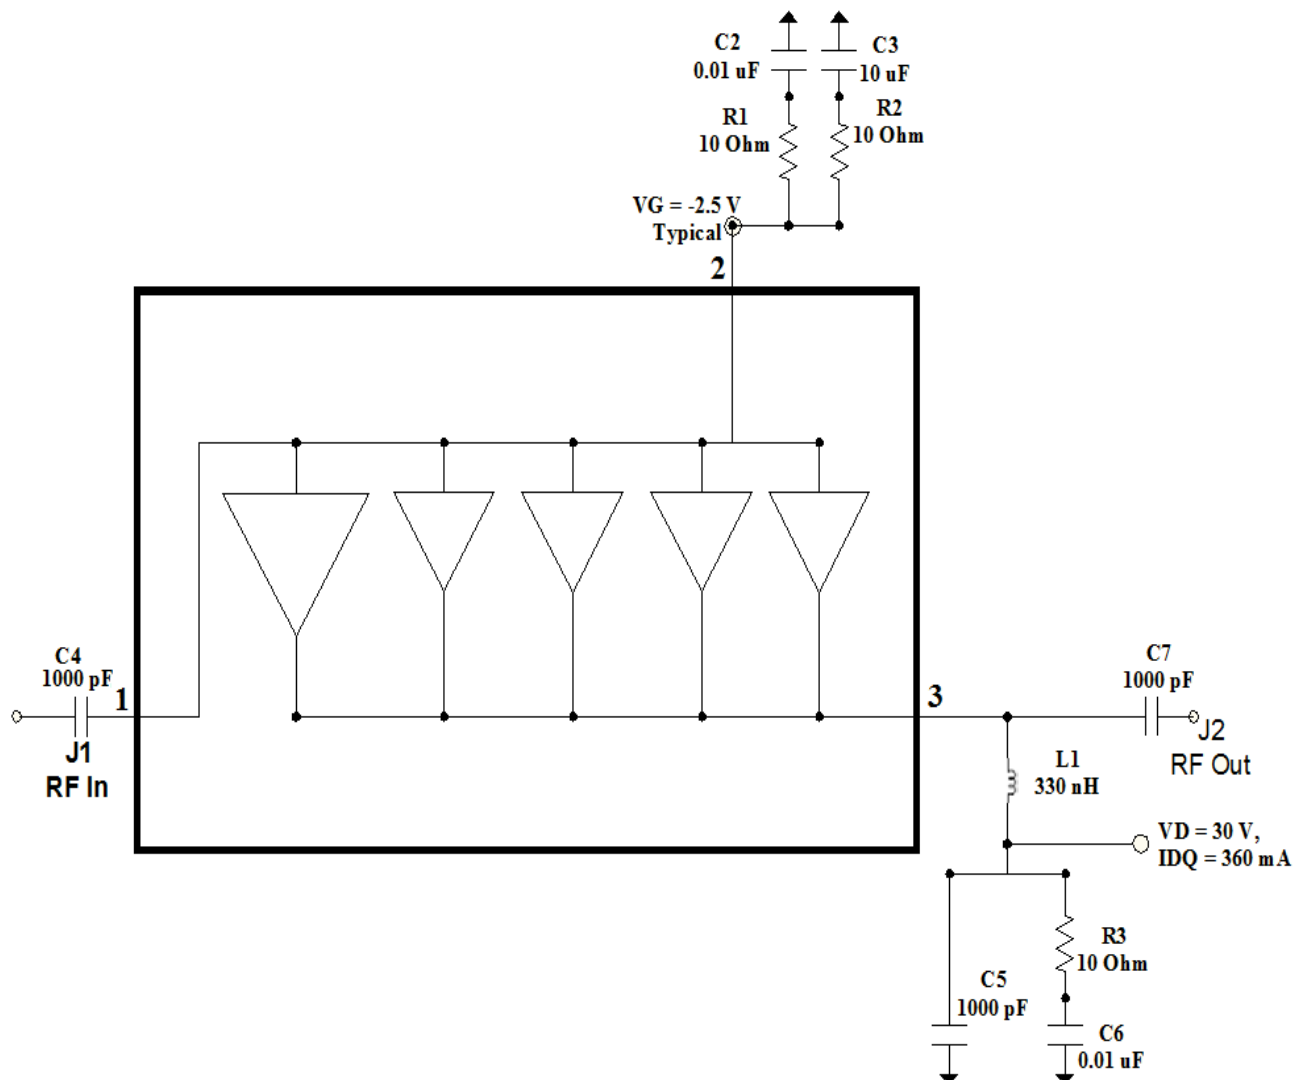 C2
0.01 uF
C3
10 uF
R1
10 Ohm
R2
10 Ohm
VG = -2.5 V
Typical
2
C4
1000 pF
1
J1
RF In
3
C7
1000 pF
J2
RF Out
L1
330 nH
VD = 30 V,
IDQ = 360 mA
R3
10 Ohm
C5
1000 pF
C6
0.01 uF